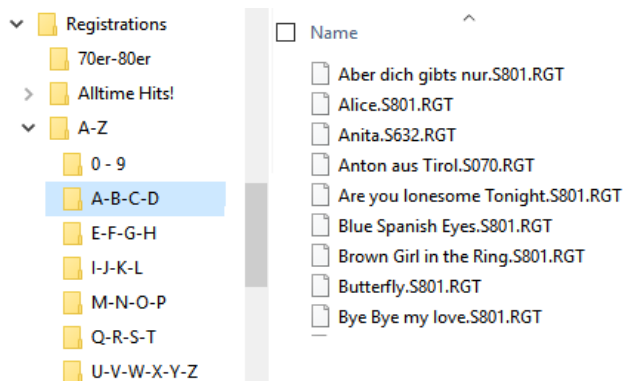 Registrations
70er-80er
Alltime Hits!
A-Z
0 - 9
A-B-C-D
E-F-G-H
I-J-K-L
M-N-O-P
Q-R-S-T
U-V-W-X-Y-Z
Name
Aber dich gibts nur.S801.RGT
Alice.S801.RGT
Anita.S632.RGT
Anton aus Tirol.S070.RGT
Are you lonesome Tonight.S801.RGT
Blue Spanish Eyes.S801.RGT
Brown Girl in the Ring.S801.RGT
Butterfly.S801.RGT
Bye Bye my love.S801.RGT